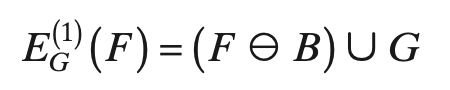 E_G^{(1)}(F) = (F ⊖ B) ∪ G